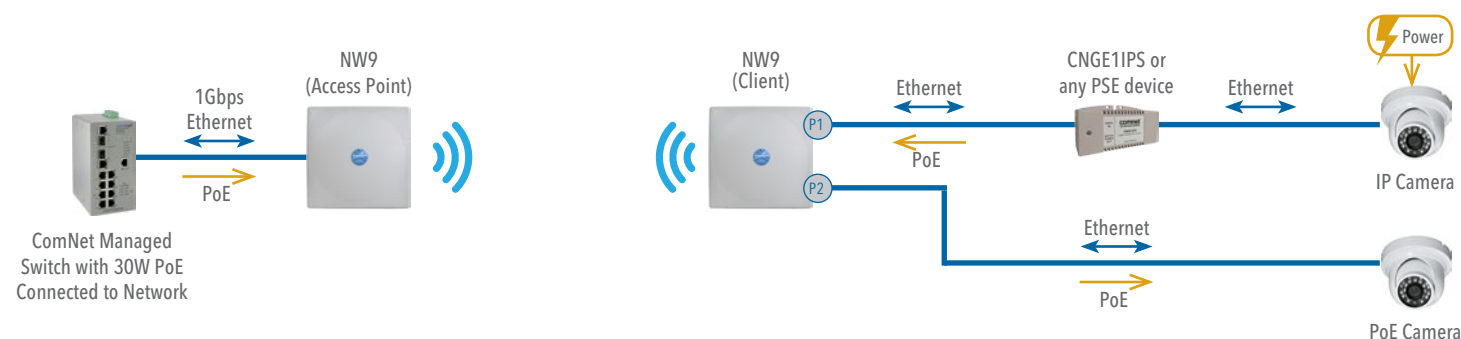 NW9
(Access Point)
1Gbps
Ethernet
PoE
ComNet Managed
Switch with 30W PoE
Connected to Network
NW9
(Client)
P1
P2
Ethernet
PoE
CNGE1IPS or
any PSE device
comnet
Ethernet
Power
IP Camera
Ethernet
PoE
PoE Camera